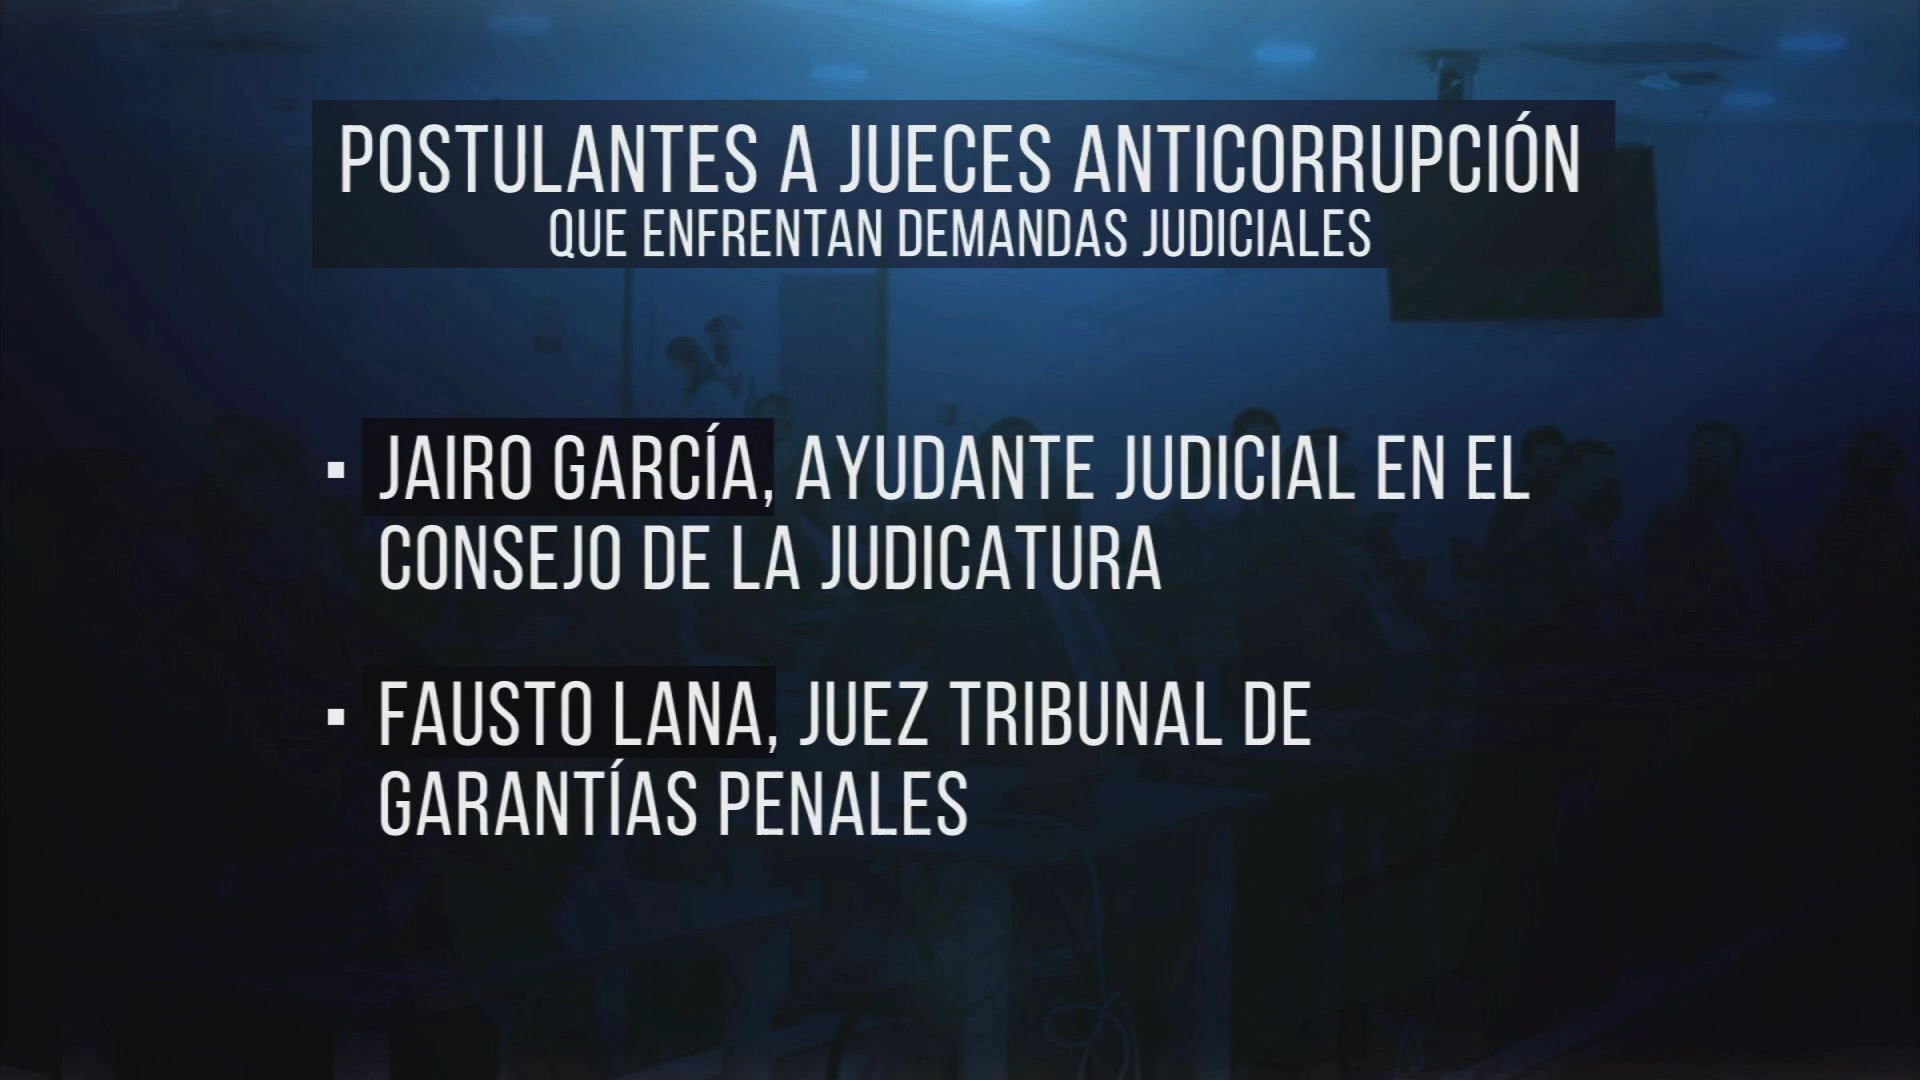 POSTULANTES A JUECES ANTICORRUPCIÓN
QUE ENFRENTAN DEMANDAS JUDICIALES
▪ JAIRO GARCÍA, AYUDANTE JUDICIAL EN EL
CONSEJO DE LA JUDICATURA
▪ FAUSTO LANA, JUEZ TRIBUNAL DE
GARANTÍAS PENALES